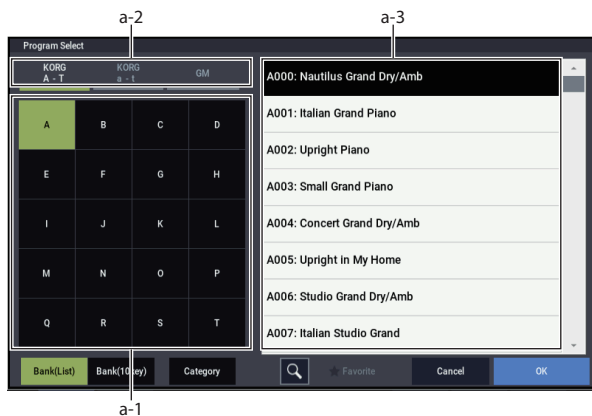 a-2
a-3
Program Select
KORG
A - T
KORG
a - t
GM
A
B
C
D
E
F
G
H
I
J
K
L
M
N
O
P
Q
R
S
T
A000: Nautilus Grand Dry/Amb
A001: Italian Grand Piano
A002: Upright Piano
A003: Small Grand Piano
A004: Concert Grand Dry/Amb
A005: Upright in My Home
A006: Studio Grand Dry/Amb
A007: Italian Studio Grand
Bank(List)
Bank(10key)
Category
★ Favorite
Cancel
OK
a-1